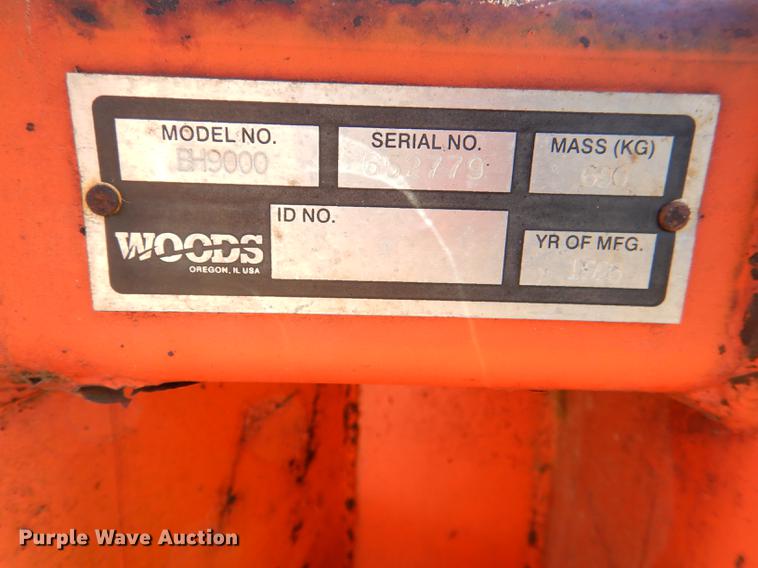 MODEL NO.
BH9000
SERIAL NO.
652779
MASS (KG)
ID NO.
WOODS
OREGON, IL USA
YR OF MFG.
Purple Wave Auction